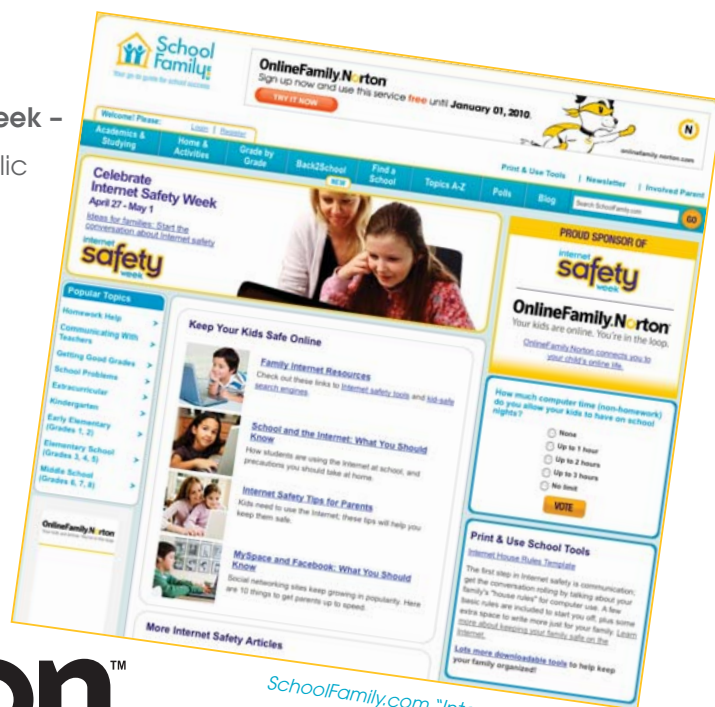 eek –
lic
School
Family!
Your go-to guide for school success
OnlineFamily.Norton
Sign up now and use this service free until January 01, 2010.
TRY IT NOW
N
onlinefamily.norton.com
Welcome! Please: Login | Register
Print & Use Tools | Newsletter | Involved Parent
Academics & Studying
Home & Activities
Grade by Grade
Back2School
NEW
Find a School
Topics A-Z
Polls
Blog
Search SchoolFamily.com
GO
Celebrate
Internet Safety Week
April 27 - May 1
Ideas for families: Start the
conversation about Internet safety
internet
safety
week
PROUD SPONSOR OF
internet
safety
week
OnlineFamily.Norton
Your kids are online. You're in the loop.
OnlineFamily.Norton connects you to
your child's online life.
Popular Topics
Homework Help
Communicating With
Teachers
Getting Good Grades
School Problems
Extracurricular
Kindergarten
Early Elementary
(Grades 1, 2)
Elementary School
(Grades 3, 4, 5)
Middle School
(Grades 6, 7, 8)
OnlineFamily.Norton
Keep Your Kids Safe Online
Family Internet Resources
Check out these links to Internet safety tools and kid-safe
search engines.
School and the Internet: What You Should
Know
How students are using the Internet at school, and
precautions you should take at home.
Internet Safety Tips for Parents
Kids need to use the Internet; these tips will help you
keep them safe.
MySpace and Facebook: What You Should
Know
Social networking sites keep growing in popularity. Here
are 10 things to get parents up to speed.
More Internet Safety Articles
How much computer time (non-homework)
do you allow your kids to have on school
nights?
None
Up to 1 hour
Up to 2 hours
Up to 3 hours
No limit
VOTE
Print & Use School Tools
Internet House Rules Template
The first step in Internet safety is communication;
get the conversation rolling by talking about your
family's "house rules" for computer use. A few
basic rules are included to start you off, plus some
extra space to write more just for your family. Learn
more about keeping your family safe on the
Internet.
Lots more downloadable tools to help keep
your family organized!
on™
SchoolFamily.com